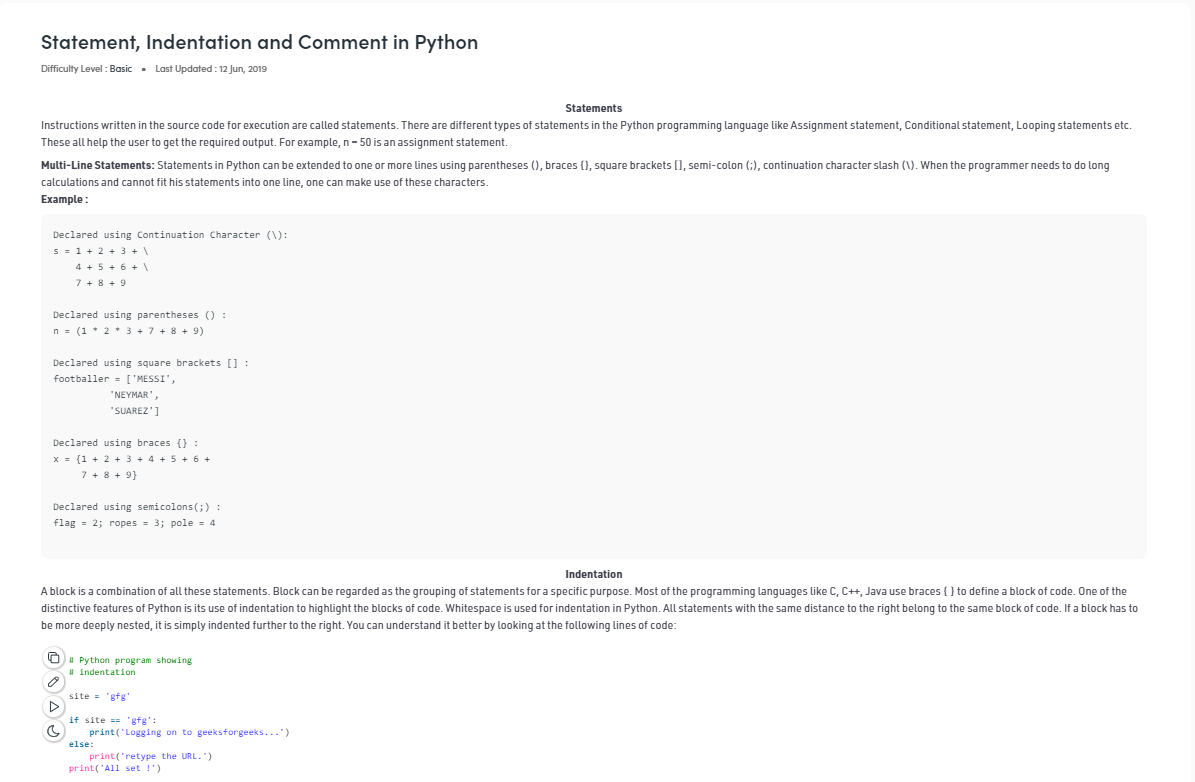 Statement, Indentation and Comment in Python
Difficulty Level : Basic • Last Updated : 12 Jun, 2019
Statements
Instructions written in the source code for execution are called statements. There are different types of statements in the Python programming language like Assignment statement, Conditional statement, Looping statements etc.
These all help the user to get the required output. For example, n = 50 is an assignment statement.
Multi-Line Statements: Statements in Python can be extended to one or more lines using parentheses (), braces {}, square brackets [], semi-colon (;), continuation character slash (\). When the programmer needs to do long
calculations and cannot fit his statements into one line, one can make use of these characters.
Example :
Declared using Continuation Character (\):
s = 1 + 2 + 3 + \
    4 + 5 + 6 + \
    7 + 8 + 9
Declared using parentheses () :
n = (1 * 2 * 3 + 7 + 8 + 9)
Declared using square brackets [] :
footballer = ['MESSI',
          'NEYMAR',
          'SUAREZ']
Declared using braces {} :
x = {1 + 2 + 3 + 4 + 5 + 6 +
     7 + 8 + 9}
Declared using semicolons(;) :
flag = 2; ropes = 3; pole = 4
Indentation
A block is a combination of all these statements. Block can be regarded as the grouping of statements for a specific purpose. Most of the programming languages like C, C++, Java use braces { } to define a block of code. One of the
distinctive features of Python is its use of indentation to highlight the blocks of code. Whitespace is used for indentation in Python. All statements with the same distance to the right belong to the same block of code. If a block has to
be more deeply nested, it is simply indented further to the right. You can understand it better by looking at the following lines of code:
# Python program showing
# indentation
site = 'gfg'
if site == 'gfg':
    print('Logging on to geeksforgeeks...')
else:
    print('retype the URL.')
print('All set !')